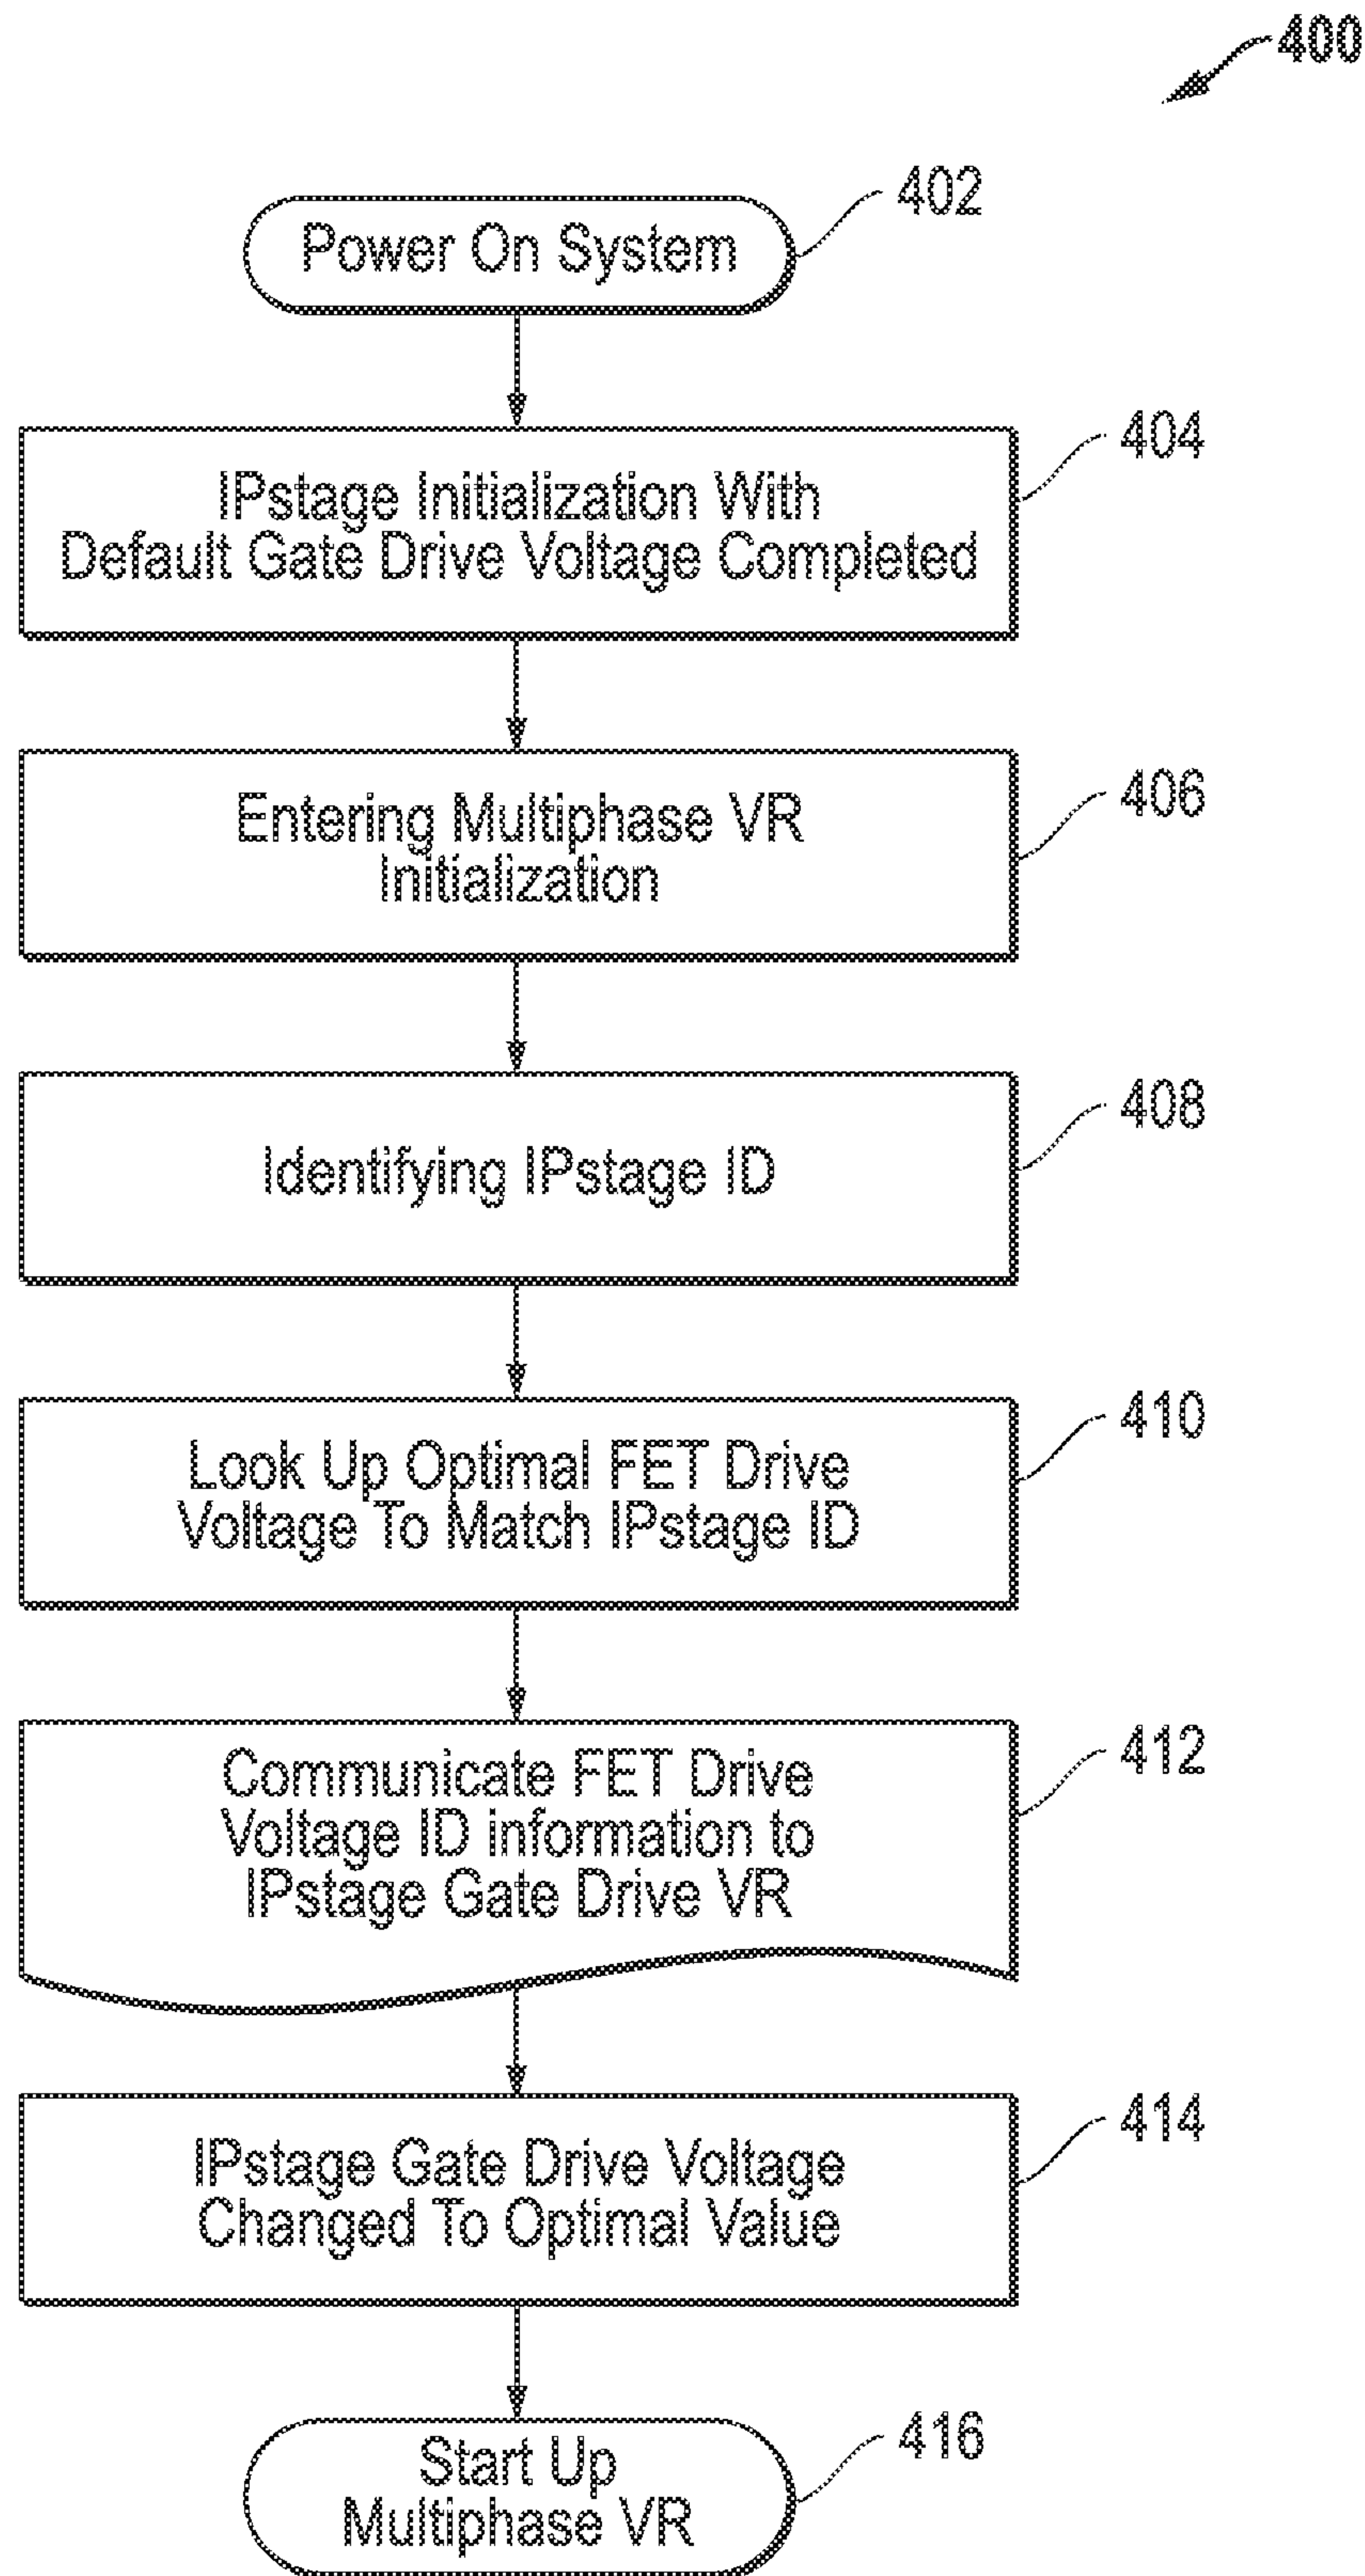 400
402
Power On System
404
IPstage Initialization With
Default Gate Drive Voltage Completed
406
Entering Multiphase VR
Initialization
408
Identifying IPstage ID
410
Look Up Optimal FET Drive
Voltage To Match IPstage ID
412
Communicate FET Drive
Voltage ID information to
IPstage Gate Drive VR
414
IPstage Gate Drive Voltage
Changed To Optimal Value
416
Start Up
Multiphase VR